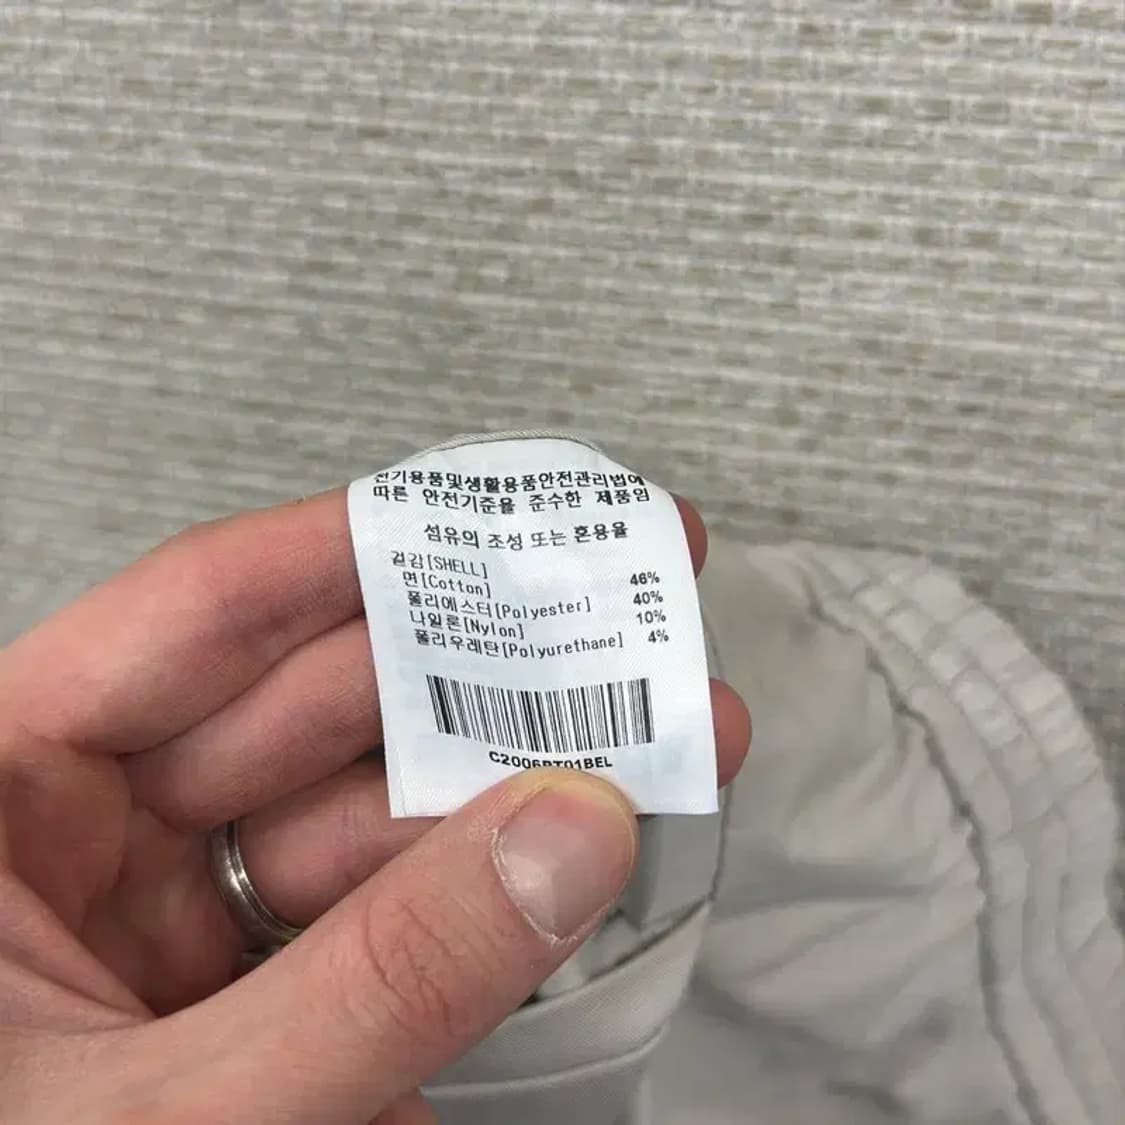 전기용품및생활용품안전관리법에
따른 안전기준을 준수한 제품임
섬유의 조성 또는 혼용율
겉감[SHELL]
면[Cotton] 46%
폴리에스터[Polyester] 40%
나일론[Nylon] 10%
폴리우레탄[Polyurethane] 4%
C2006PT01BEL